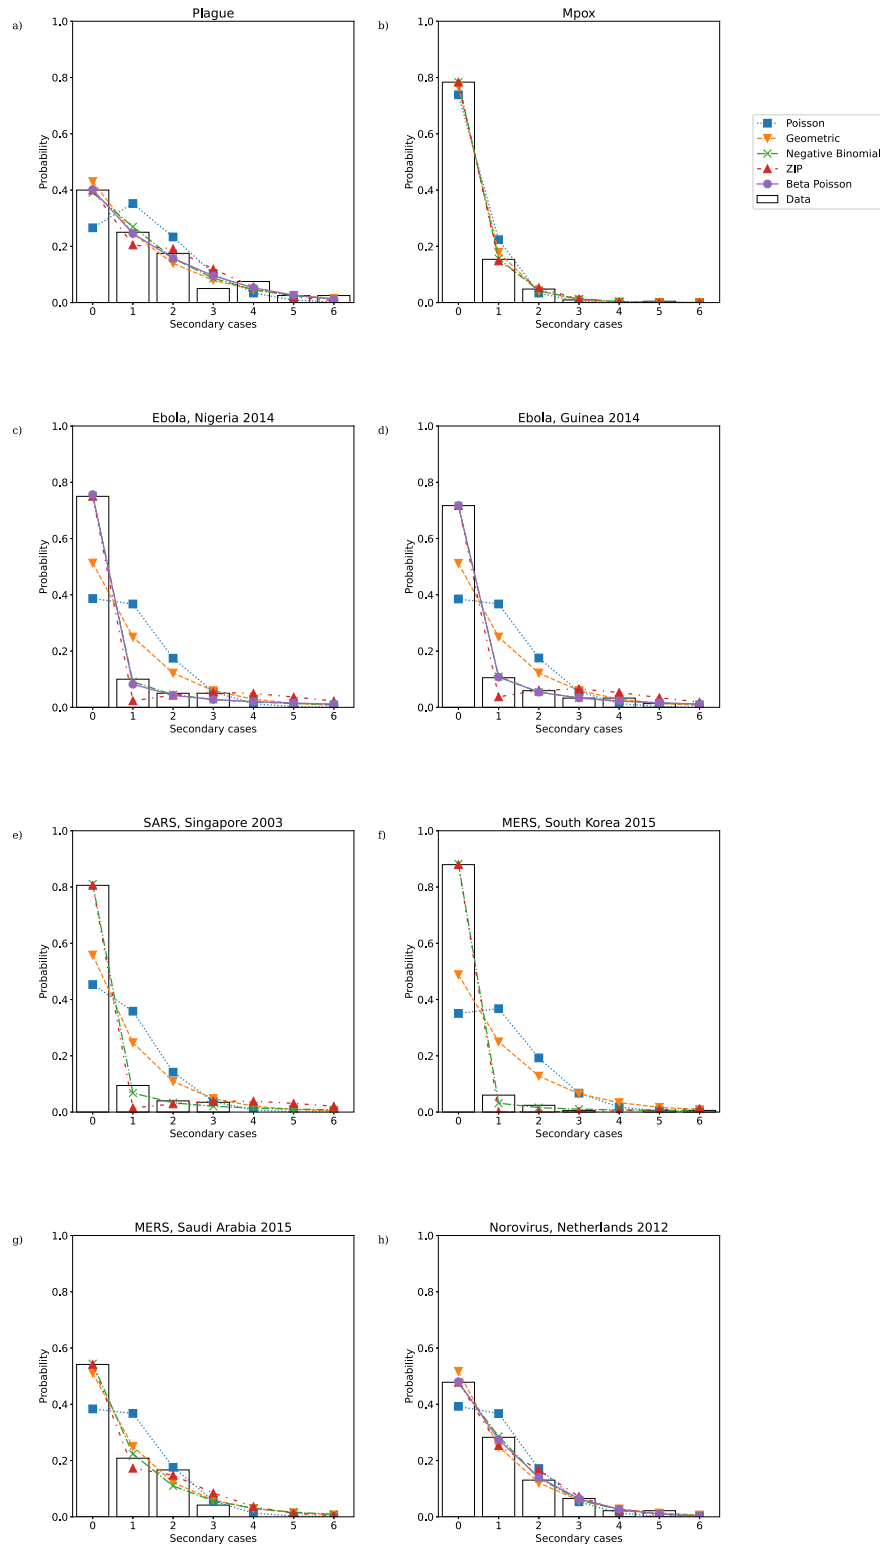 a)
Plague
1.0
0.8
0.6
0.4
0.2
0.0
Probability
0 1 2 3 4 5 6
Secondary cases
b)
Mpox
1.0
0.8
0.6
0.4
0.2
0.0
Probability
0 1 2 3 4 5 6
Secondary cases
Poisson
Geometric
Negative Binomial
ZIP
Beta Poisson
Data
c)
Ebola, Nigeria 2014
1.0
0.8
0.6
0.4
0.2
0.0
Probability
0 1 2 3 4 5 6
Secondary cases
d)
Ebola, Guinea 2014
1.0
0.8
0.6
0.4
0.2
0.0
Probability
0 1 2 3 4 5 6
Secondary cases
e)
SARS, Singapore 2003
1.0
0.8
0.6
0.4
0.2
0.0
Probability
0 1 2 3 4 5 6
Secondary cases
f)
MERS, South Korea 2015
1.0
0.8
0.6
0.4
0.2
0.0
Probability
0 1 2 3 4 5 6
Secondary cases
g)
MERS, Saudi Arabia 2015
1.0
0.8
0.6
0.4
0.2
0.0
Probability
0 1 2 3 4 5 6
Secondary cases
h)
Norovirus, Netherlands 2012
1.0
0.8
0.6
0.4
0.2
0.0
Probability
0 1 2 3 4 5 6
Secondary cases